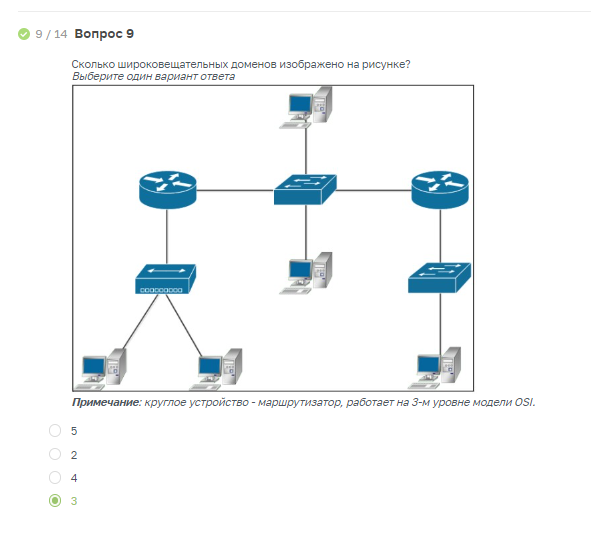 9 / 14 Вопрос 9
Сколько широковещательных доменов изображено на рисунке?
Выберите один вариант ответа
Примечание: круглое устройство - маршрутизатор, работает на 3-м уровне модели OSI.
5
2
4
3